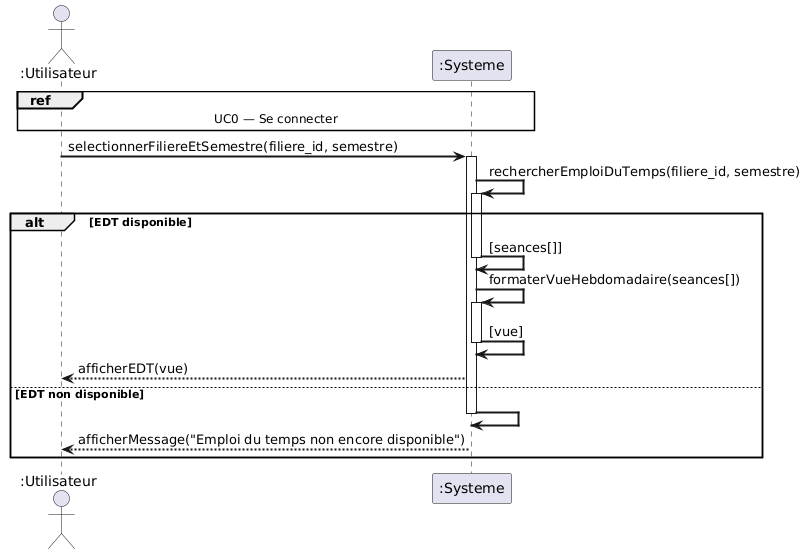 :Utilisateur
:Systeme
ref
UC0 — Se connecter
selectionnerFiliereEtSemestre(filiere_id, semestre)
rechercherEmploiDuTemps(filiere_id, semestre)
alt [EDT disponible]
[seances[]]
formaterVueHebdomadaire(seances[])
[vue]
afficherEDT(vue)
[EDT non disponible]
afficherMessage("Emploi du temps non encore disponible")
:Utilisateur
:Systeme